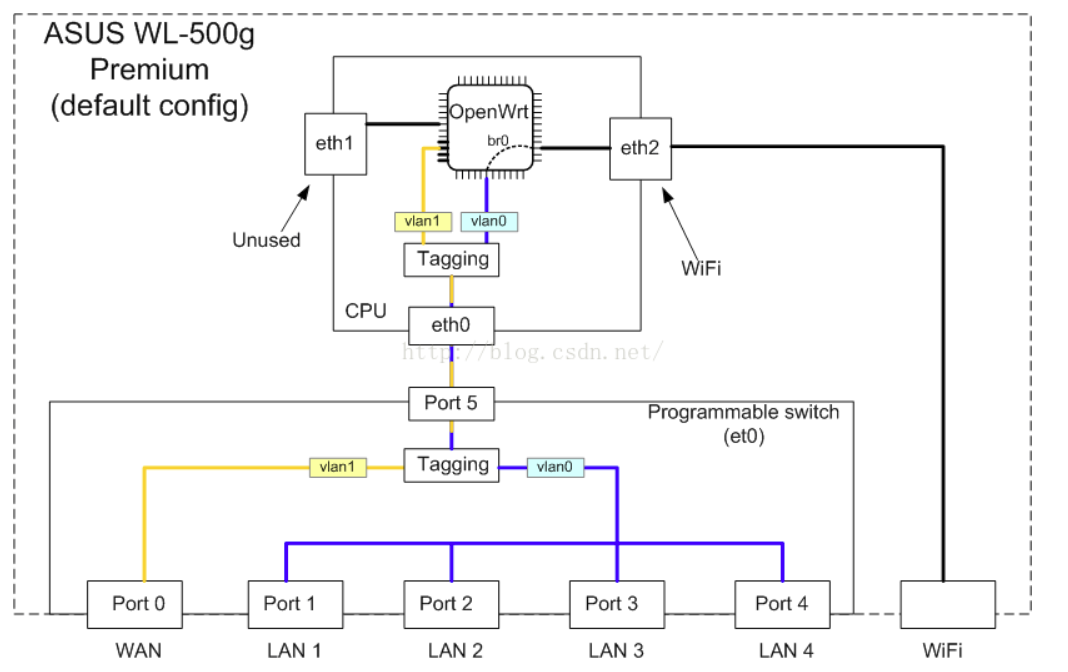 ASUS WL-500g
Premium
(default config)
OpenWrt
br0
eth1
eth2
vlan1
vlan0
Unused
Tagging
WiFi
CPU
eth0
http://blog.csdn.net/
Port 5
Programmable switch
(et0)
vlan1
Tagging
vlan0
Port 0
Port 1
Port 2
Port 3
Port 4
WAN
LAN 1
LAN 2
LAN 3
LAN 4
WiFi